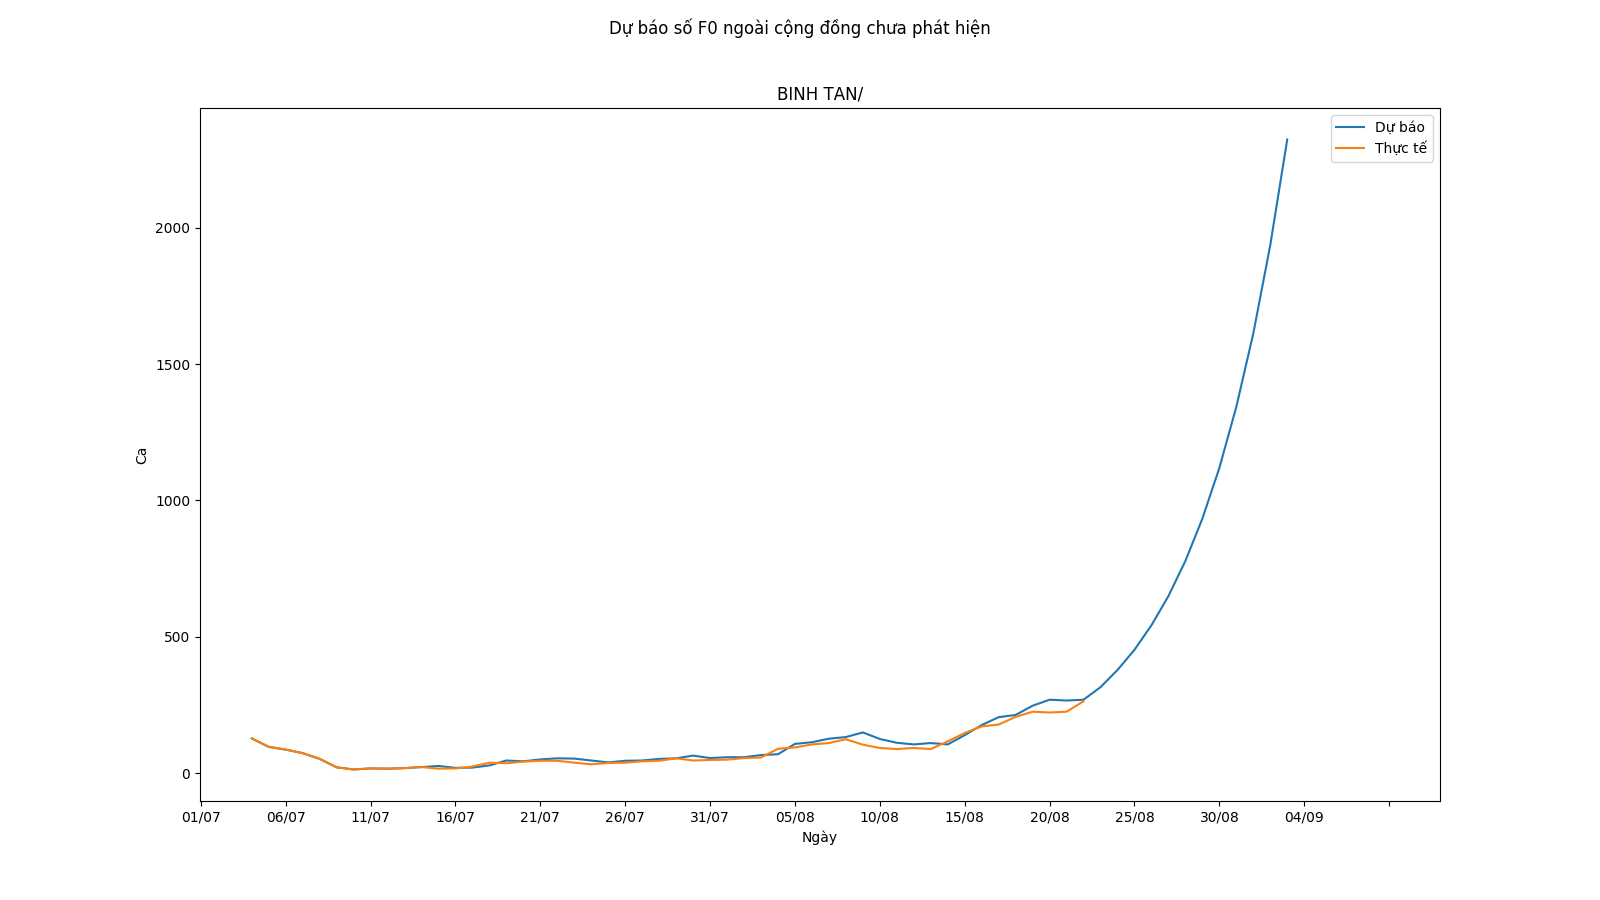 Dự báo số F0 ngoài cộng đồng chưa phát hiện
BINH TAN/
Dự báo
Thực tế
2000
1500
1000
500
0
Ca
01/07 06/07 11/07 16/07 21/07 26/07 31/07 05/08 10/08 15/08 20/08 25/08 30/08 04/09
Ngày